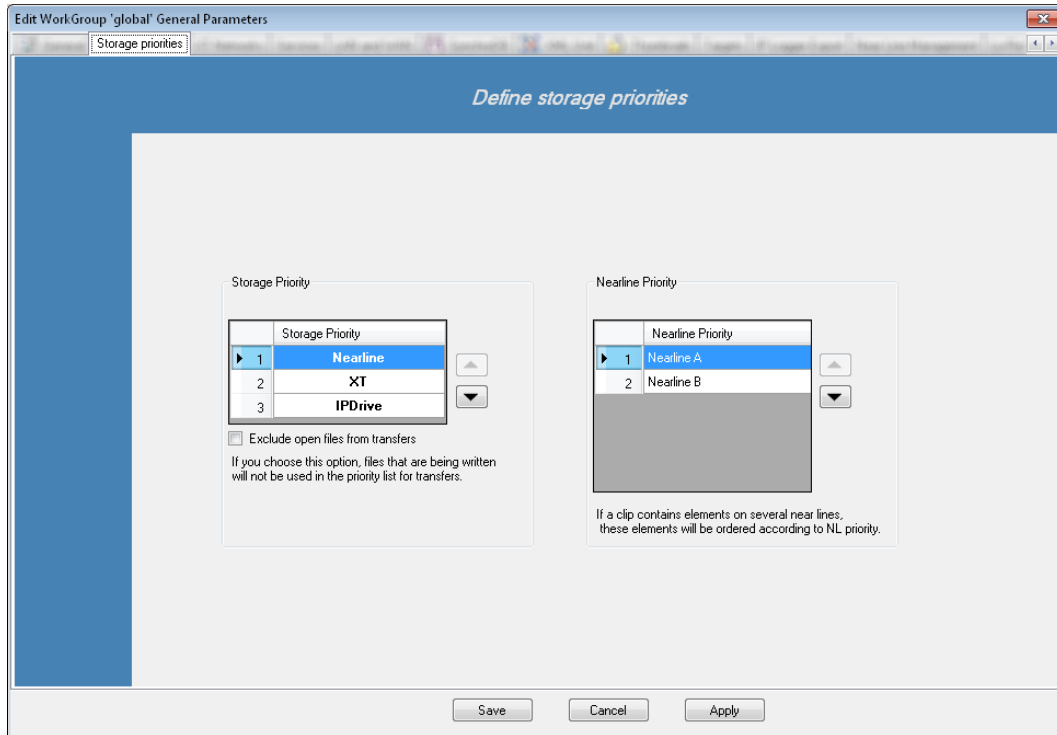 Edit WorkGroup 'global' General Parameters
Storage priorities
Define storage priorities
Storage Priority
Storage Priority
1 Nearline
2 XT
3 IPDrive
Exclude open files from transfers
If you choose this option, files that are being written
will not be used in the priority list for transfers.
Nearline Priority
Nearline Priority
1 Nearline A
2 Nearline B
If a clip contains elements on several near lines,
these elements will be ordered according to NL priority.
Save Cancel Apply